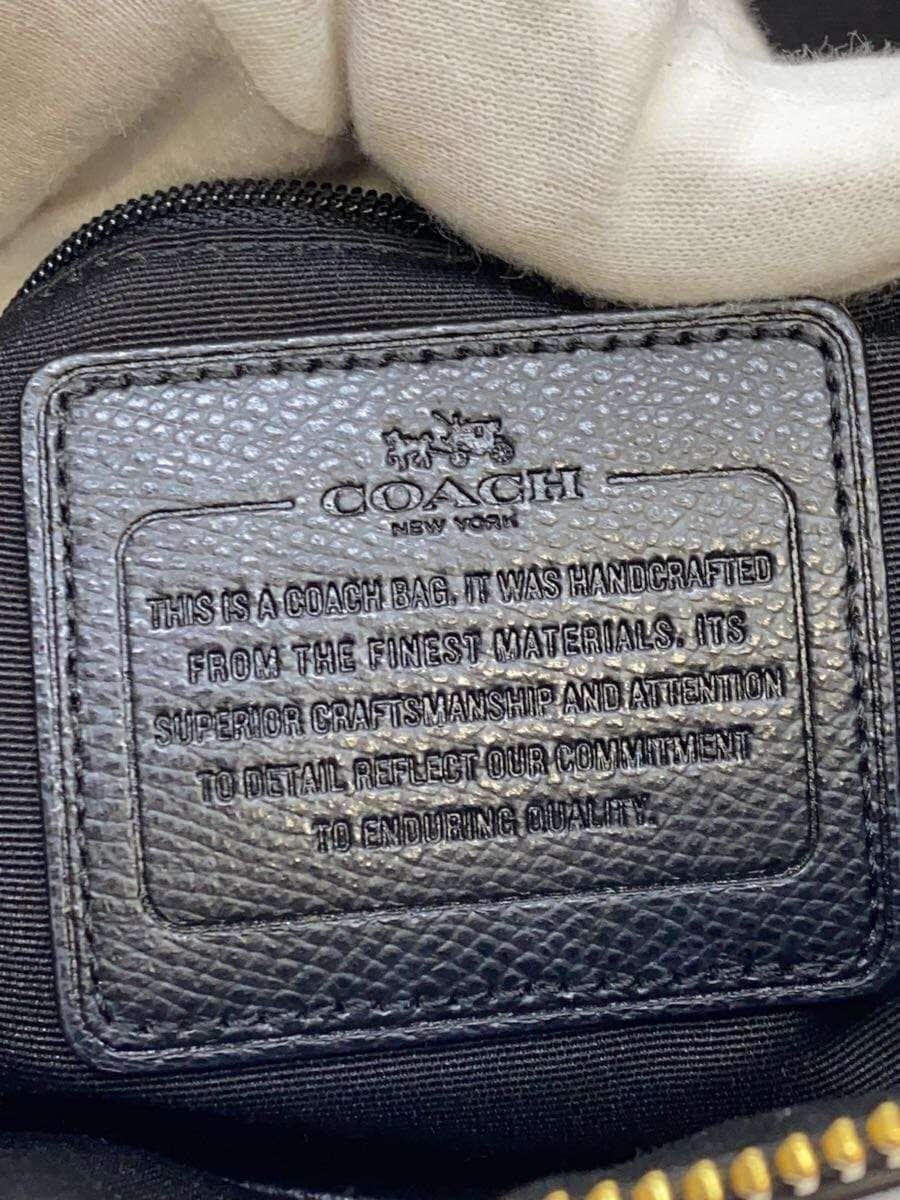 COACH
NEW YORK
THIS IS A COACH BAG. IT WAS HANDCRAFTED
FROM THE FINEST MATERIALS. ITS
SUPERIOR CRAFTSMANSHIP AND ATTENTION
TO DETAIL REFLECT OUR COMMITMENT
TO ENDURING QUALITY.